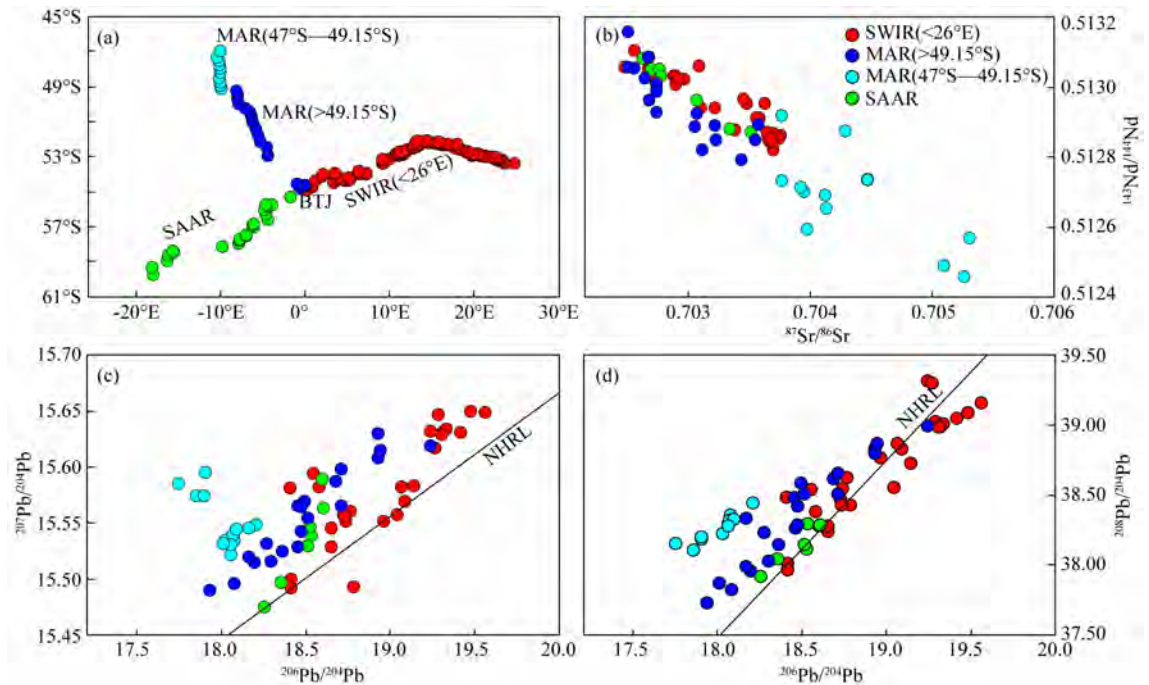 45°S
49°S
53°S
57°S
61°S
(a)
MAR(47°S—49.15°S)
MAR(>49.15°S)
SWIR(<26°E)
BTJ
SAAR
-20°E
-10°E
0°
10°E
20°E
30°E
(b)
SWIR(<26°E)
MAR(>49.15°S)
MAR(47°S—49.15°S)
SAAR
0.5132
0.5130
0.5128
0.5126
0.5124
¹⁴³Nd/¹⁴⁴Nd
0.703
0.704
0.705
0.706
⁸⁷Sr/⁸⁶Sr
15.70
15.65
15.60
15.55
15.50
15.45
²⁰⁷Pb/²⁰⁴Pb
(c)
NHRL
17.5
18.0
18.5
19.0
19.5
20.0
²⁰⁶Pb/²⁰⁴Pb
(d)
NHRL
39.50
39.00
38.50
38.00
37.50
²⁰⁸Pb/²⁰⁴Pb
17.5
18.0
18.5
19.0
19.5
20.0
²⁰⁶Pb/²⁰⁴Pb